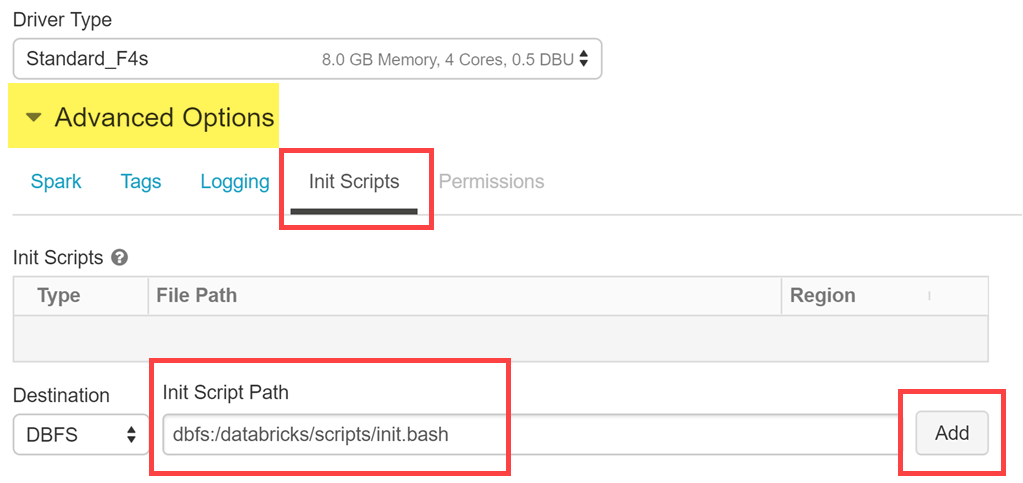 Driver Type
Standard_F4s 8.0 GB Memory, 4 Cores, 0.5 DBU
Advanced Options
Spark Tags Logging Init Scripts Permissions
Init Scripts ?
Type File Path Region
Destination Init Script Path
DBFS dbfs:/databricks/scripts/init.bash Add